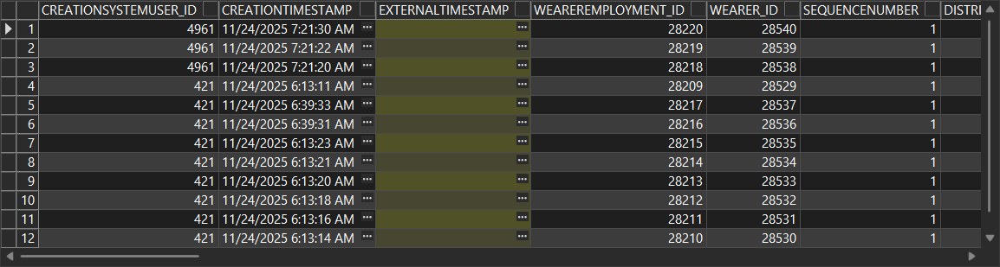 CREATIONSYSTEMUSER_ID CREATIONTIMESTAMP EXTERNALTIMESTAMP WEAREREMPLOYMENT_ID WEARER_ID SEQUENCENUMBER DISTRI
1 4961 11/24/2025 7:21:30 AM ... ... 28220 28540 1
2 4961 11/24/2025 7:21:22 AM ... ... 28219 28539 1
3 4961 11/24/2025 7:21:20 AM ... ... 28218 28538 1
4 421 11/24/2025 6:13:11 AM ... ... 28209 28529 1
5 421 11/24/2025 6:39:33 AM ... ... 28217 28537 1
6 421 11/24/2025 6:39:31 AM ... ... 28216 28536 1
7 421 11/24/2025 6:13:23 AM ... ... 28215 28535 1
8 421 11/24/2025 6:13:21 AM ... ... 28214 28534 1
9 421 11/24/2025 6:13:20 AM ... ... 28213 28533 1
10 421 11/24/2025 6:13:18 AM ... ... 28212 28532 1
11 421 11/24/2025 6:13:16 AM ... ... 28211 28531 1
12 421 11/24/2025 6:13:14 AM ... ... 28210 28530 1